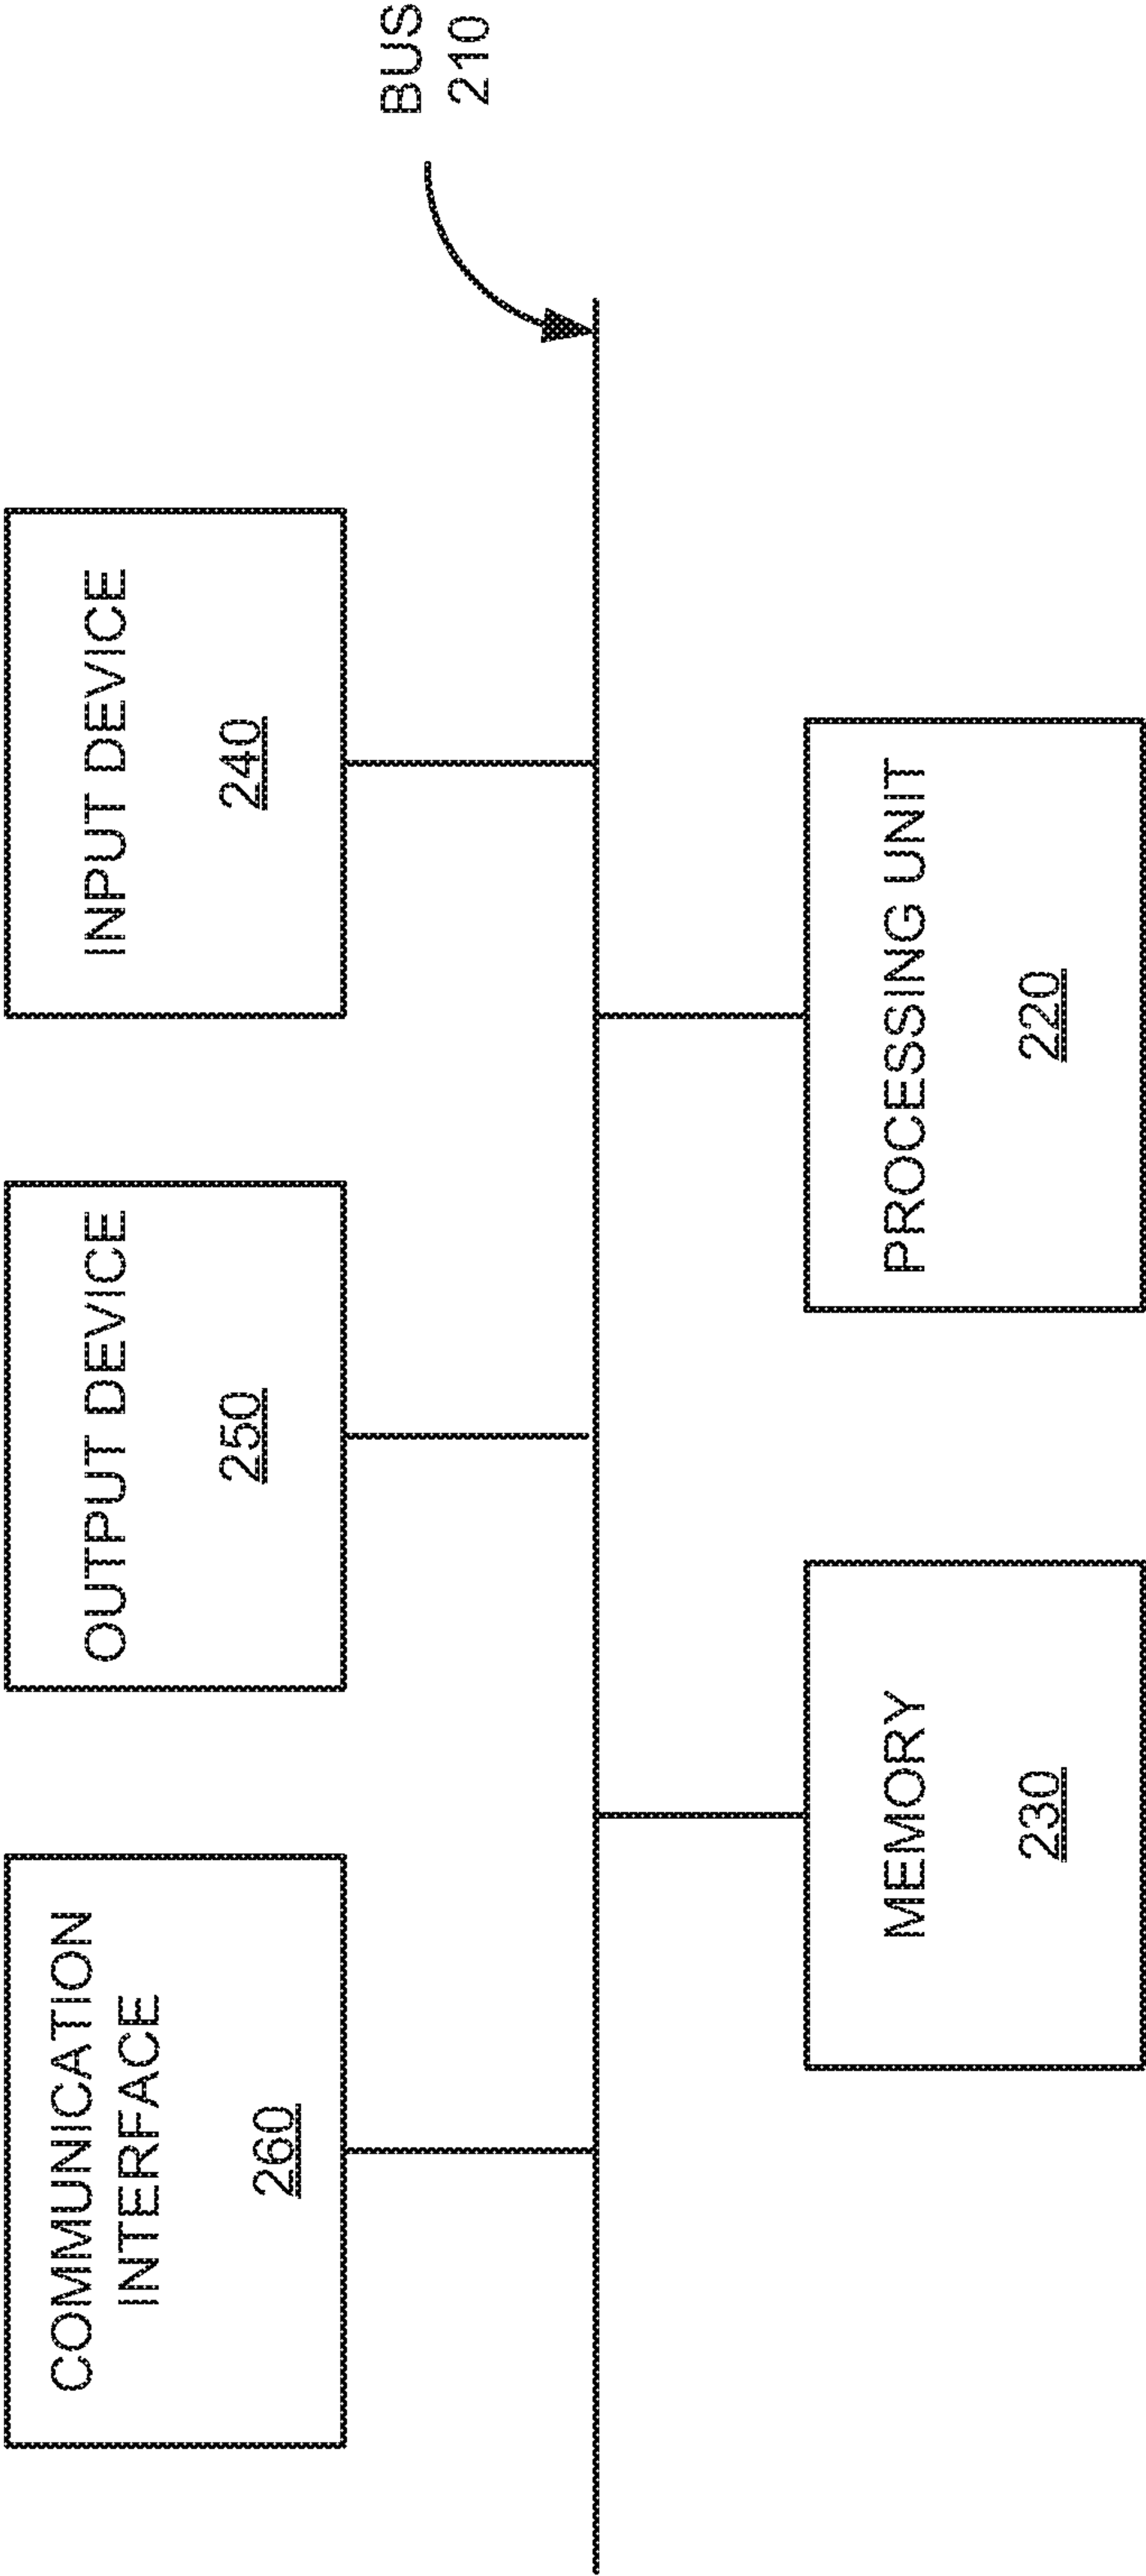 COMMUNICATION
INTERFACE
260
OUTPUT DEVICE
250
INPUT DEVICE
240
BUS
210
MEMORY
230
PROCESSING UNIT
220